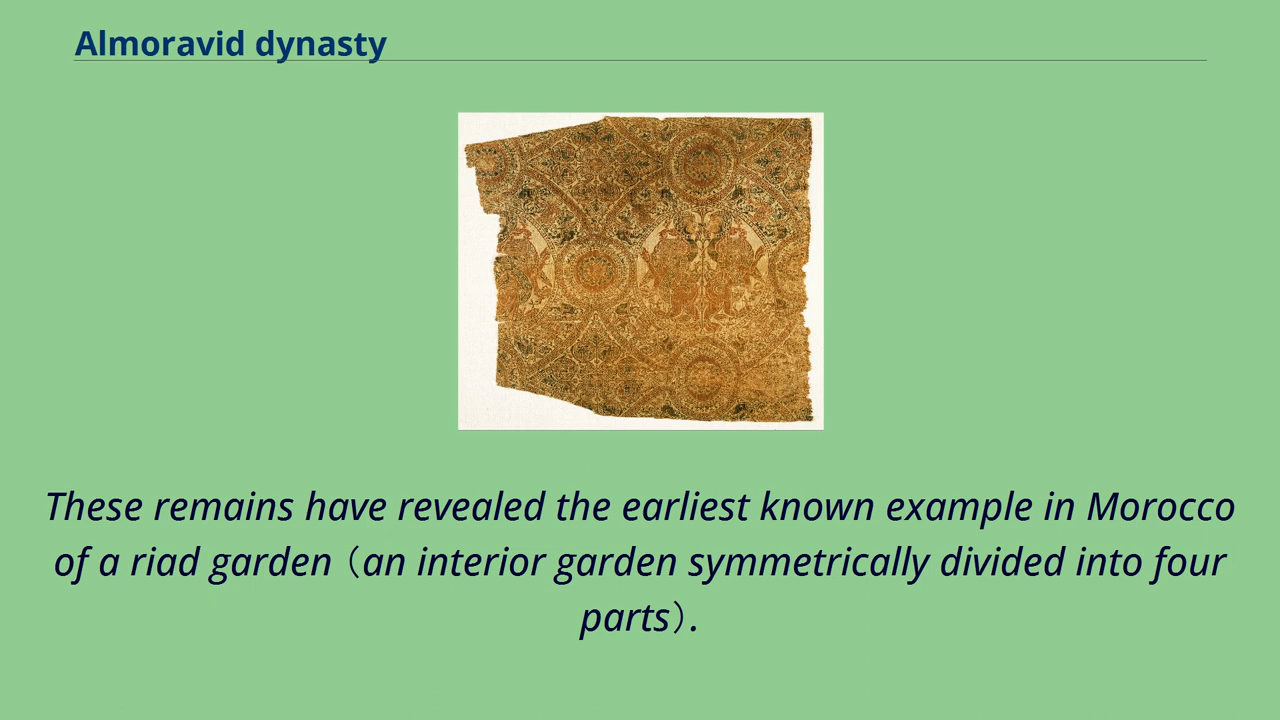 Almoravid dynasty
These remains have revealed the earliest known example in Morocco
of a riad garden (an interior garden symmetrically divided into four
parts).